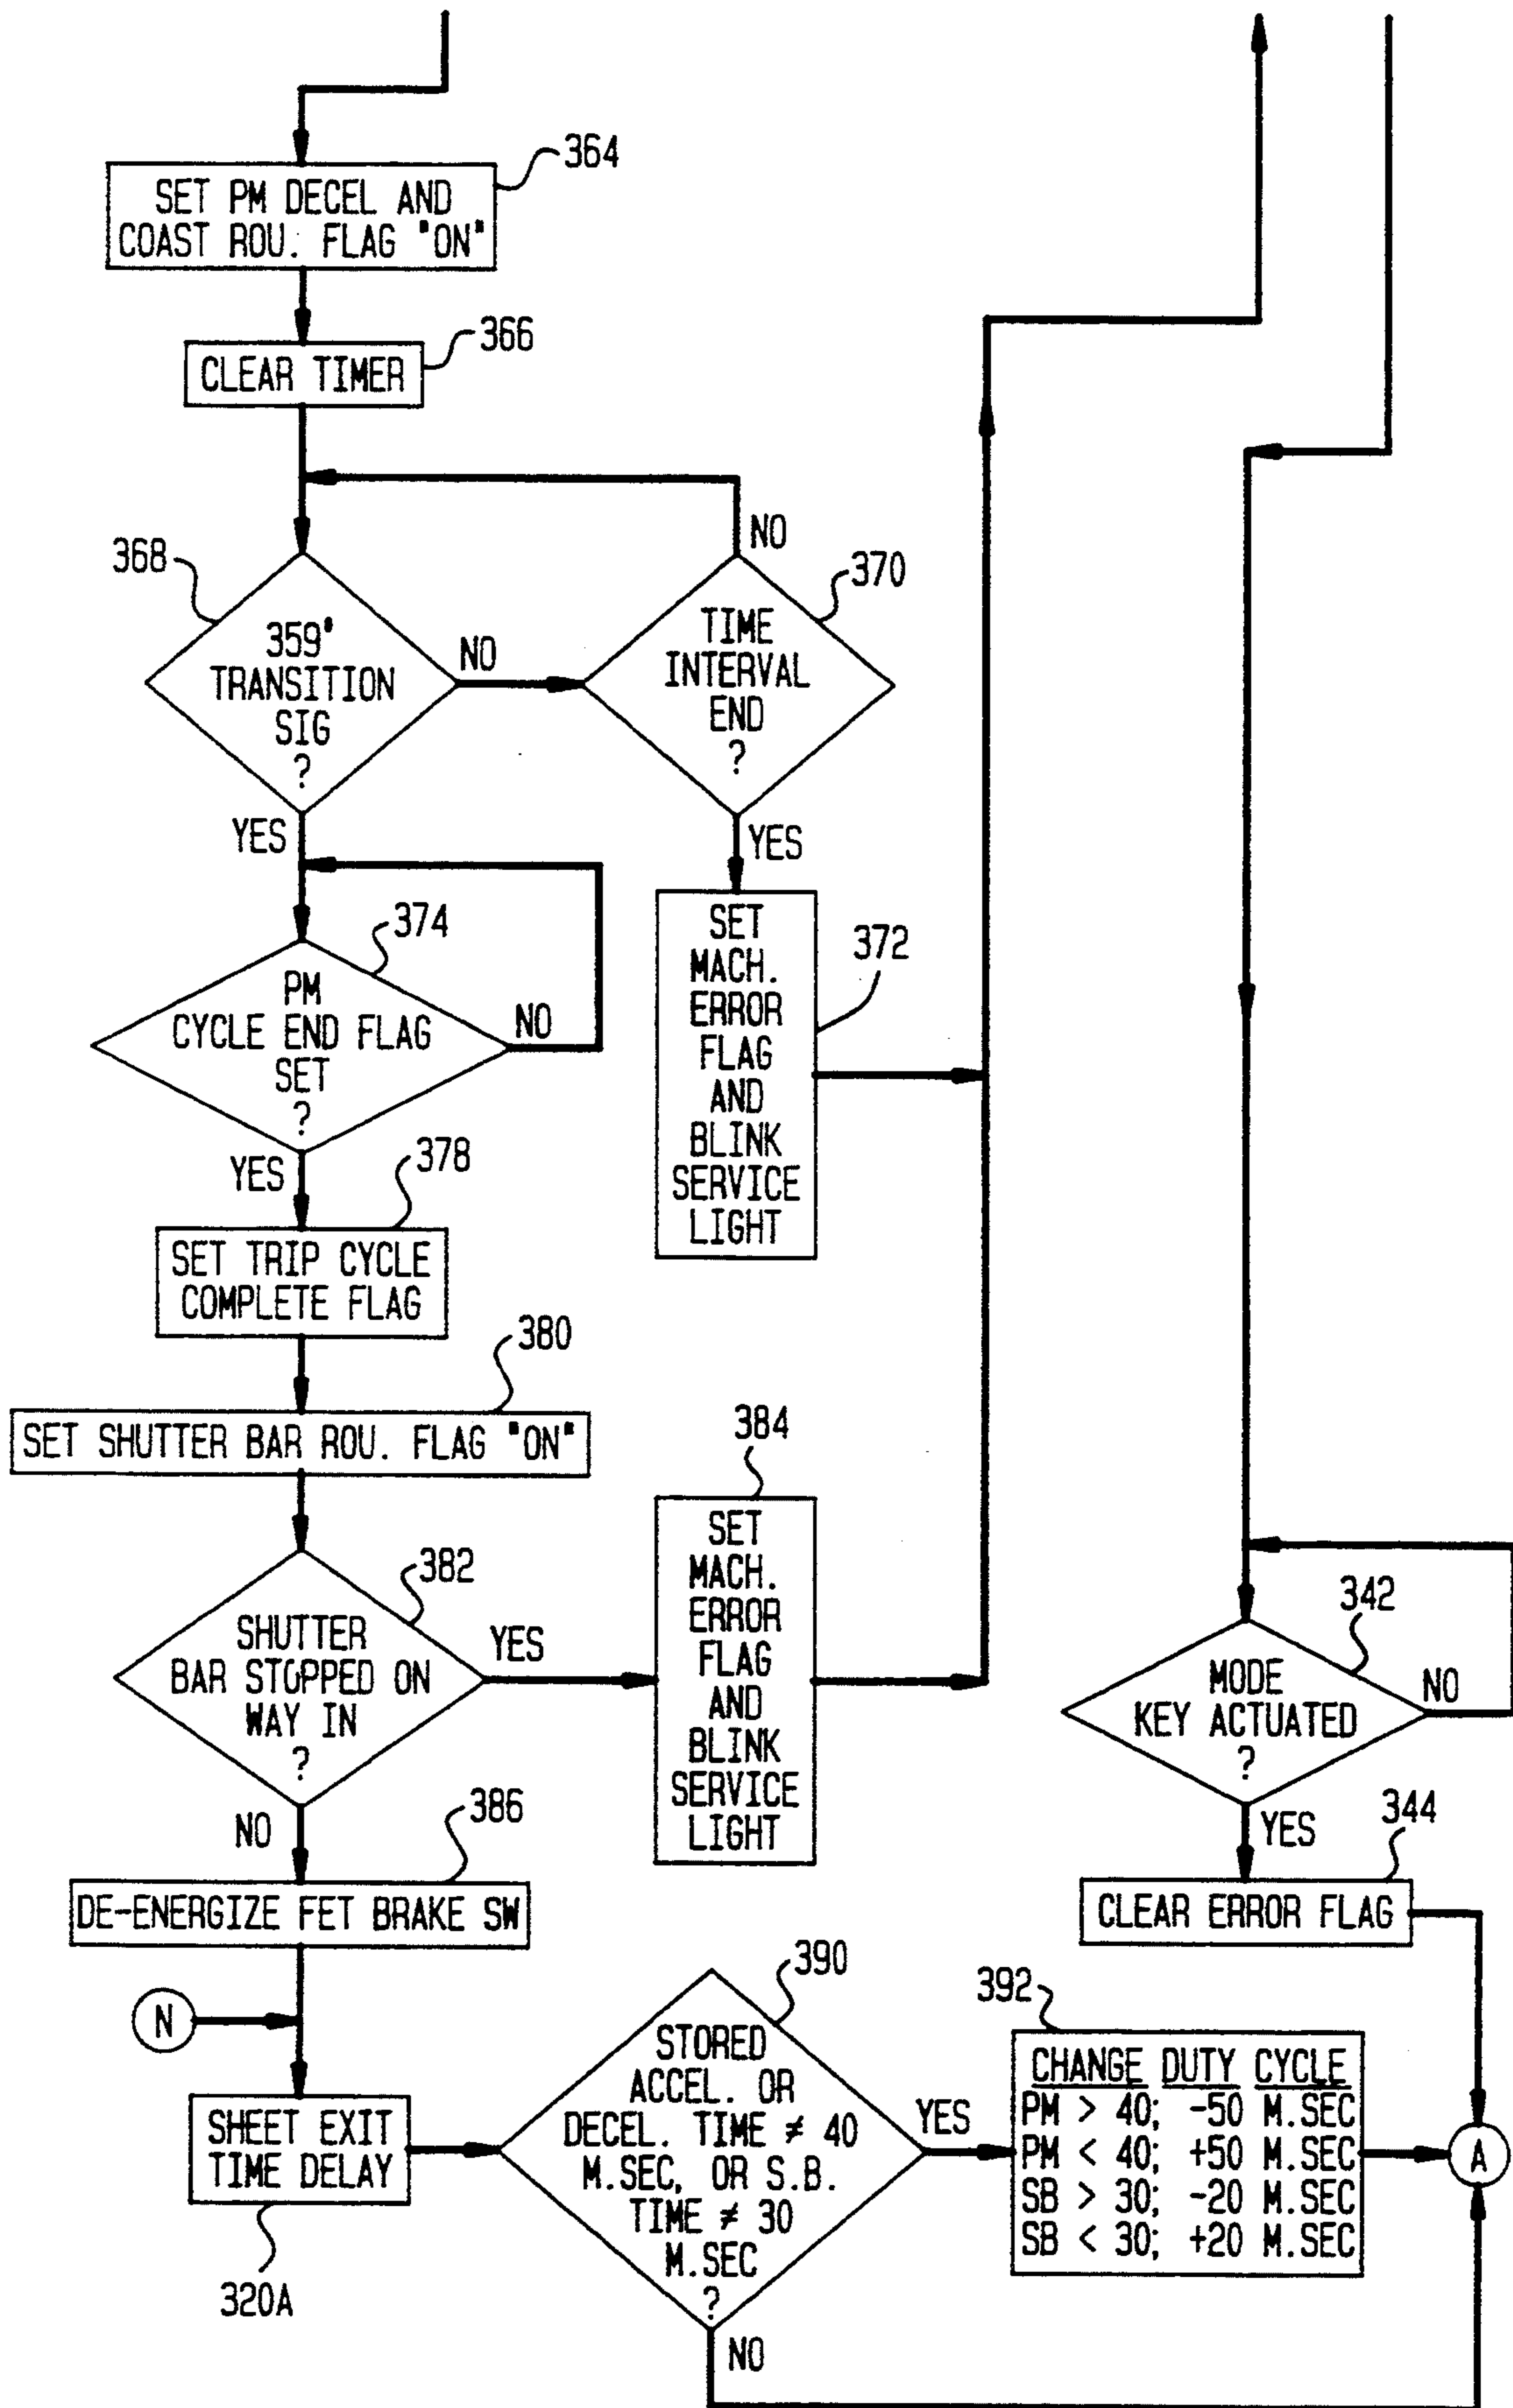 364
SET PM DECEL AND
COAST ROU. FLAG "ON"
366
CLEAR TIMER
368
359°
TRANSITION
SIG
?
NO
YES
370
TIME
INTERVAL
END
?
NO
YES
372
SET
MACH.
ERROR
FLAG
AND
BLINK
SERVICE
LIGHT
374
PM
CYCLE END FLAG
SET
?
NO
YES
378
SET TRIP CYCLE
COMPLETE FLAG
380
SET SHUTTER BAR ROU. FLAG "ON"
382
SHUTTER
BAR STOPPED ON
WAY IN
?
YES
NO
384
SET
MACH.
ERROR
FLAG
AND
BLINK
SERVICE
LIGHT
342
MODE
KEY ACTUATED
?
NO
YES
344
CLEAR ERROR FLAG
386
DE-ENERGIZE FET BRAKE SW
N
SHEET EXIT
TIME DELAY
320A
390
STORED
ACCEL. OR
DECEL. TIME ≠ 40
M.SEC, OR S.B.
TIME ≠ 30
M.SEC
?
YES
NO
392
CHANGE DUTY CYCLE
PM > 40; -50 M.SEC
PM < 40; +50 M.SEC
SB > 30; -20 M.SEC
SB < 30; +20 M.SEC
A